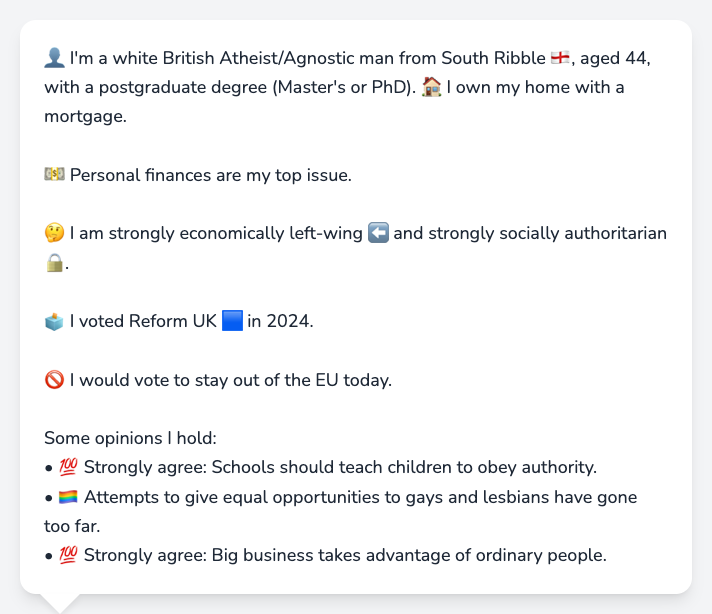 👤 I'm a white British Atheist/Agnostic man from South Ribble 🏴󠁧󠁢󠁥󠁮󠁧󠁿, aged 44,
with a postgraduate degree (Master's or PhD). 🏠 I own my home with a
mortgage.
💵 Personal finances are my top issue.
🤔 I am strongly economically left-wing ⬅️ and strongly socially authoritarian
🔒.
🗳️ I voted Reform UK 🟦 in 2024.
🚫 I would vote to stay out of the EU today.
Some opinions I hold:
• 💯 Strongly agree: Schools should teach children to obey authority.
• 🏳️‍🌈 Attempts to give equal opportunities to gays and lesbians have gone
too far.
• 💯 Strongly agree: Big business takes advantage of ordinary people.